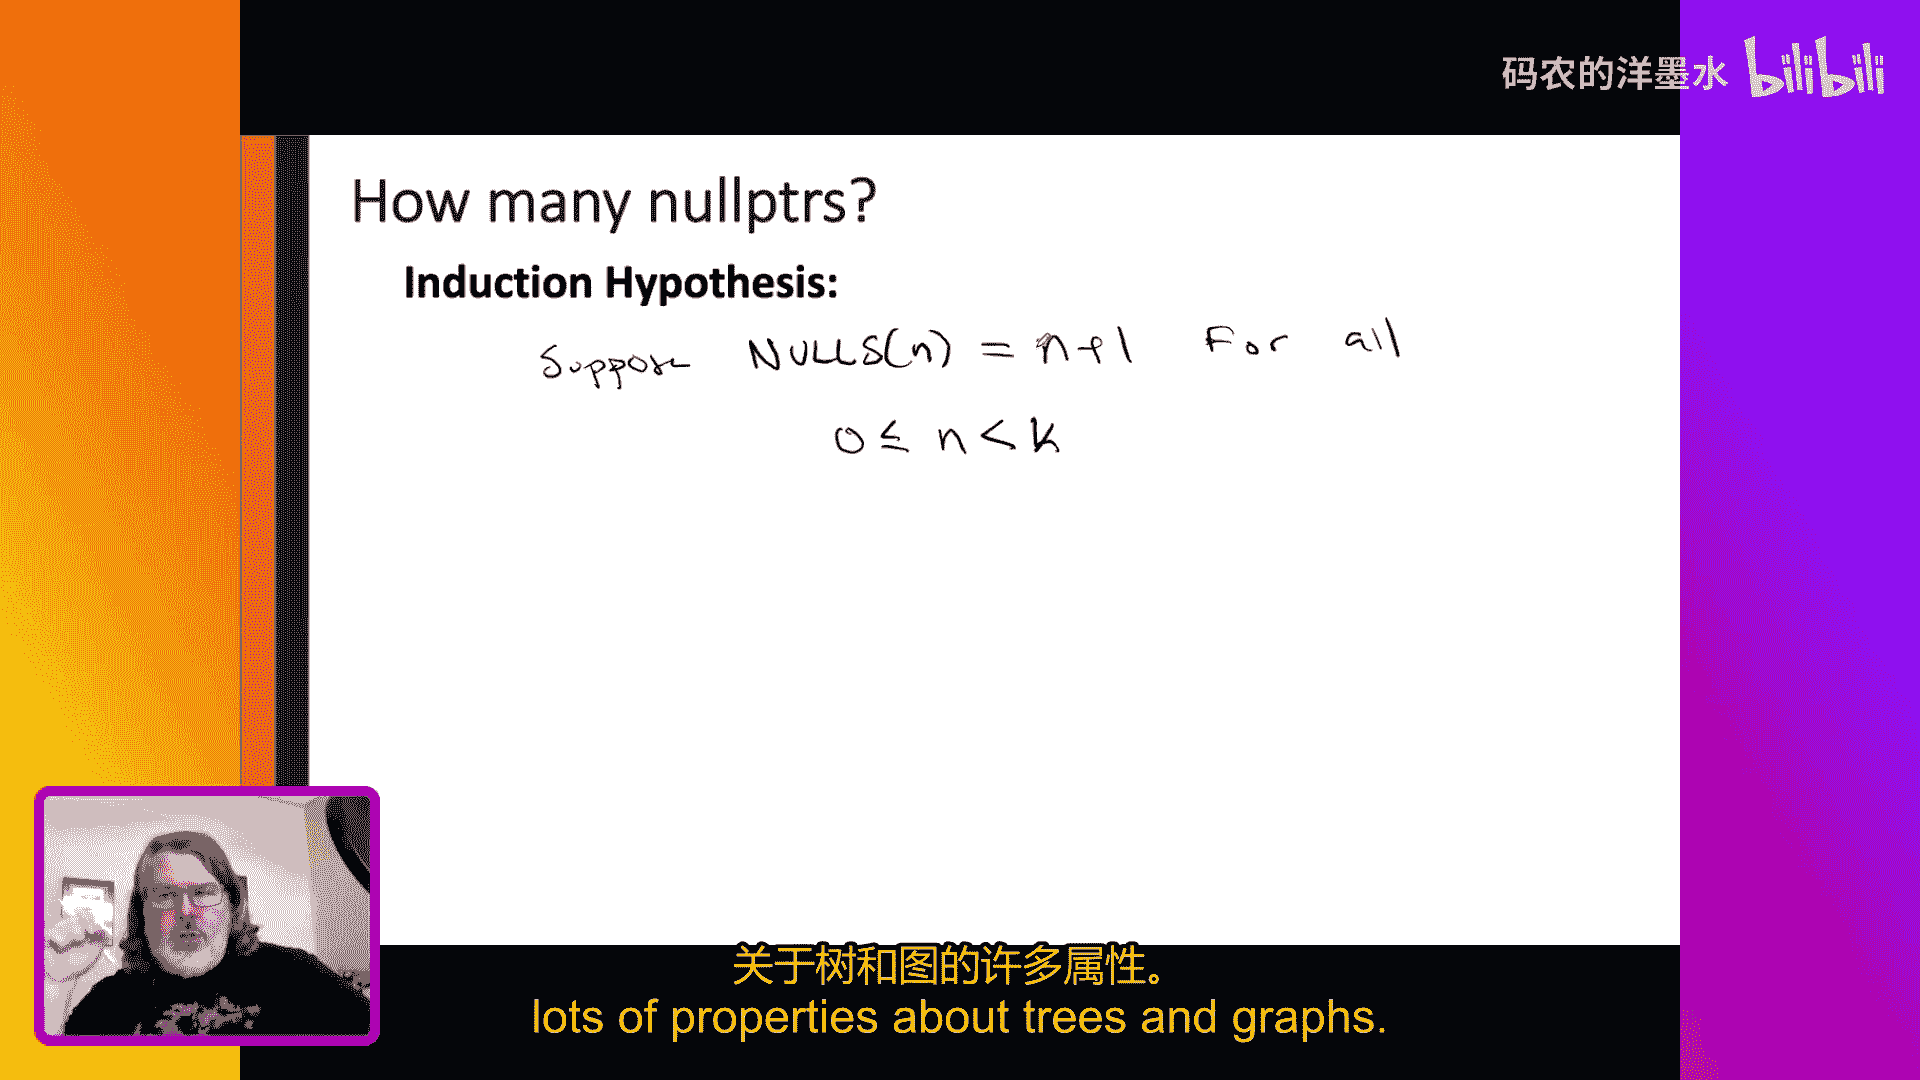 码农的洋墨水 bilibili
How many nullptrs?
Induction Hypothesis:
Suppose NULLS(n) = n+1 For all
0 ≤ n < k
关于树和图的许多属性。
lots of properties about trees and graphs.